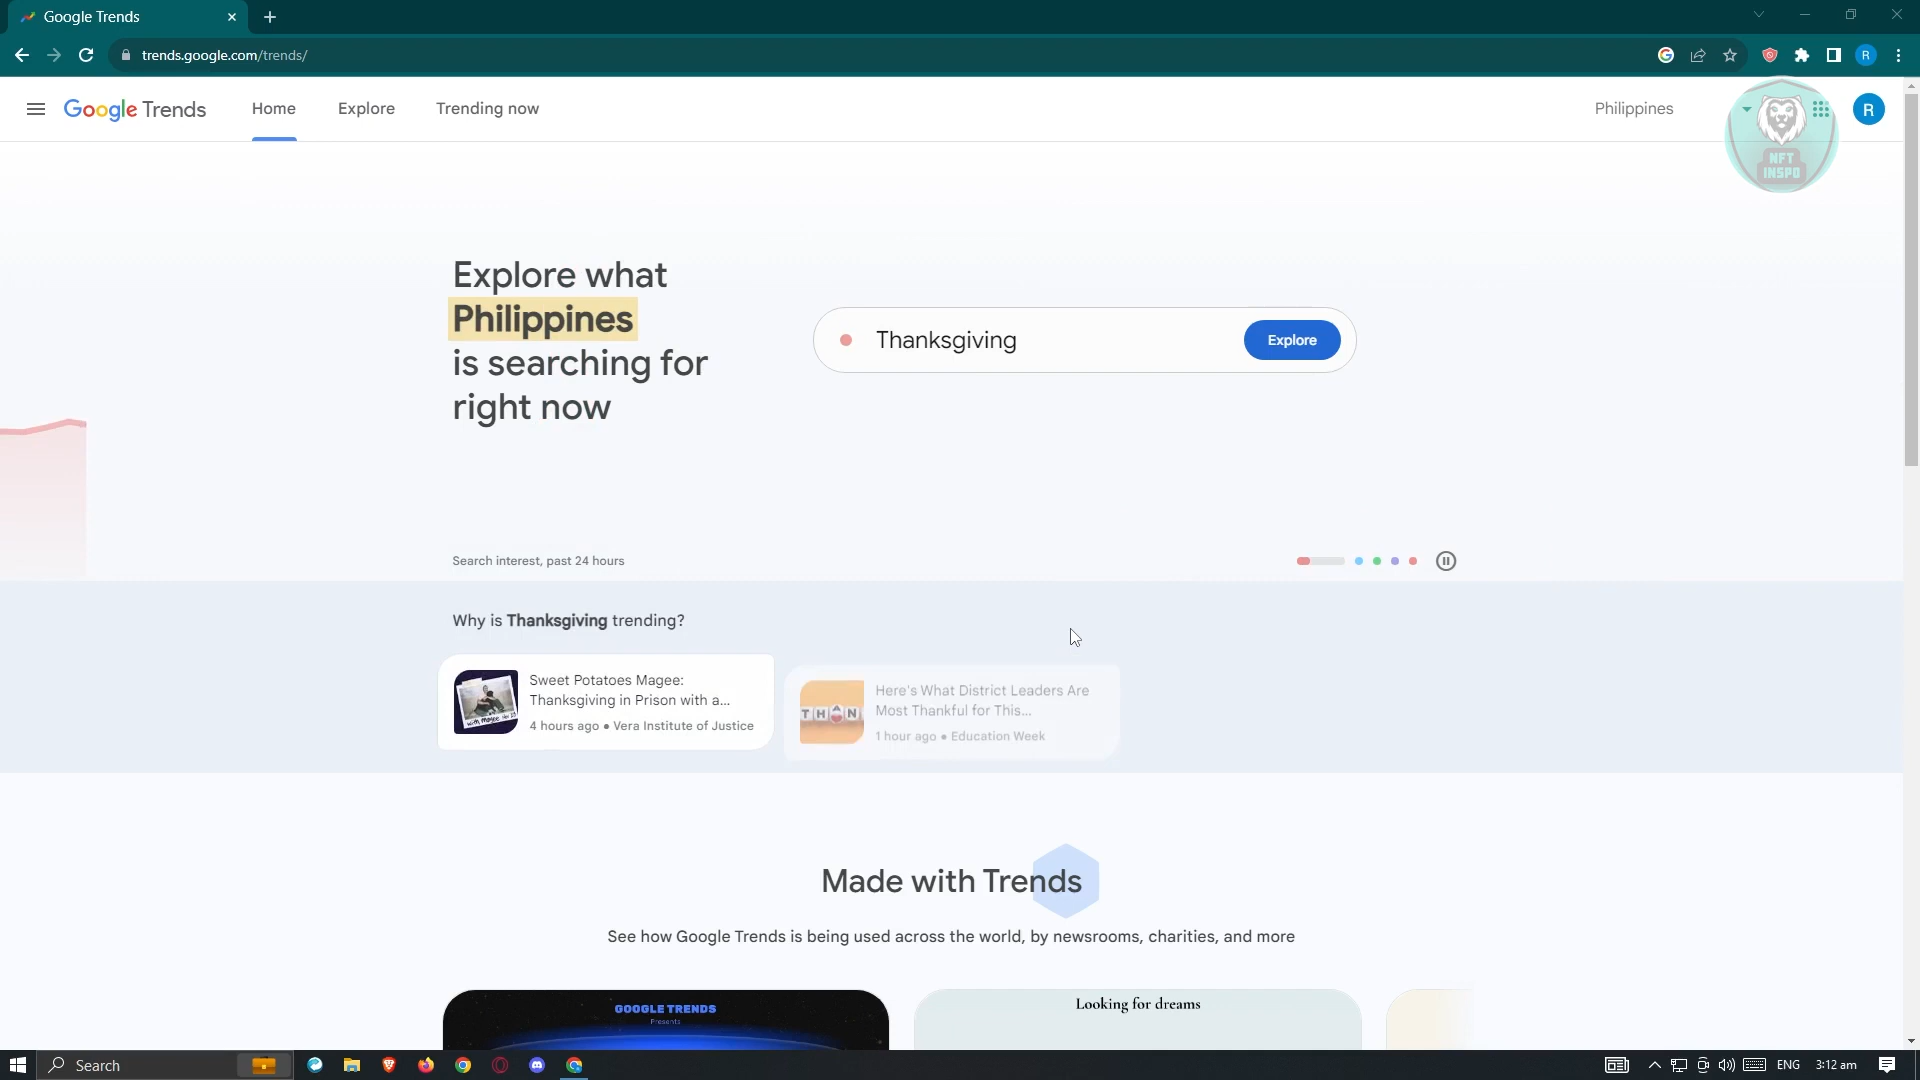 Google Trends
trends.google.com/trends/
R
Google Trends
Home
Explore
Trending now
Philippines
R
NFT
INSPO
Explore what
Philippines
is searching for
right now
Thanksgiving
Explore
Search interest, past 24 hours
Why is Thanksgiving trending?
Sweet Potatoes Magee:
Thanksgiving in Prison with a...
4 hours ago • Vera Institute of Justice
THAN
Here's What District Leaders Are
Most Thankful for This...
1 hour ago • Education Week
Made with Trends
See how Google Trends is being used across the world, by newsrooms, charities, and more
GOOGLE TRENDS
Presents
Looking for dreams
Search
ENG
3:12 am